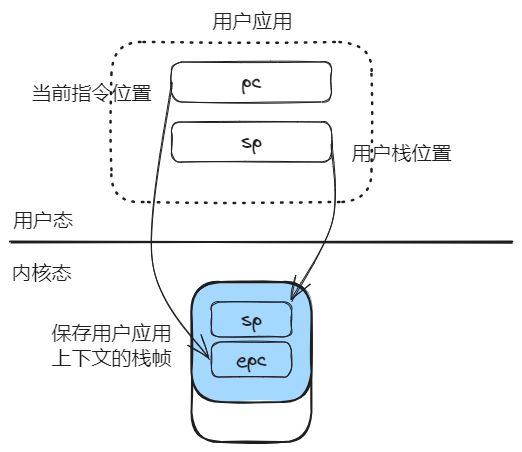 用户应用
pc
当前指令位置
sp
用户栈位置
用户态
内核态
sp
保存用户应用
上下文的栈帧
epc